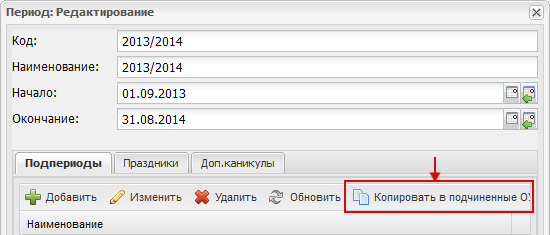 Период: Редактирование
Код: 2013/2014
Наименование: 2013/2014
Начало: 01.09.2013
Окончание: 31.08.2014
Подпериоды Праздники Доп.каникулы
Добавить Изменить Удалить Обновить Копировать в подчиненные ОУ
Наименование